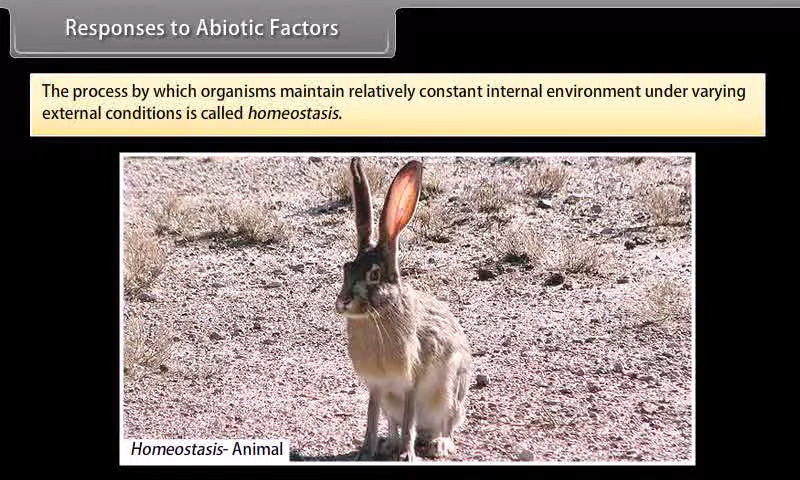 Responses to Abiotic Factors
The process by which organisms maintain relatively constant internal environment under varying
external conditions is called homeostasis.
Homeostasis- Animal